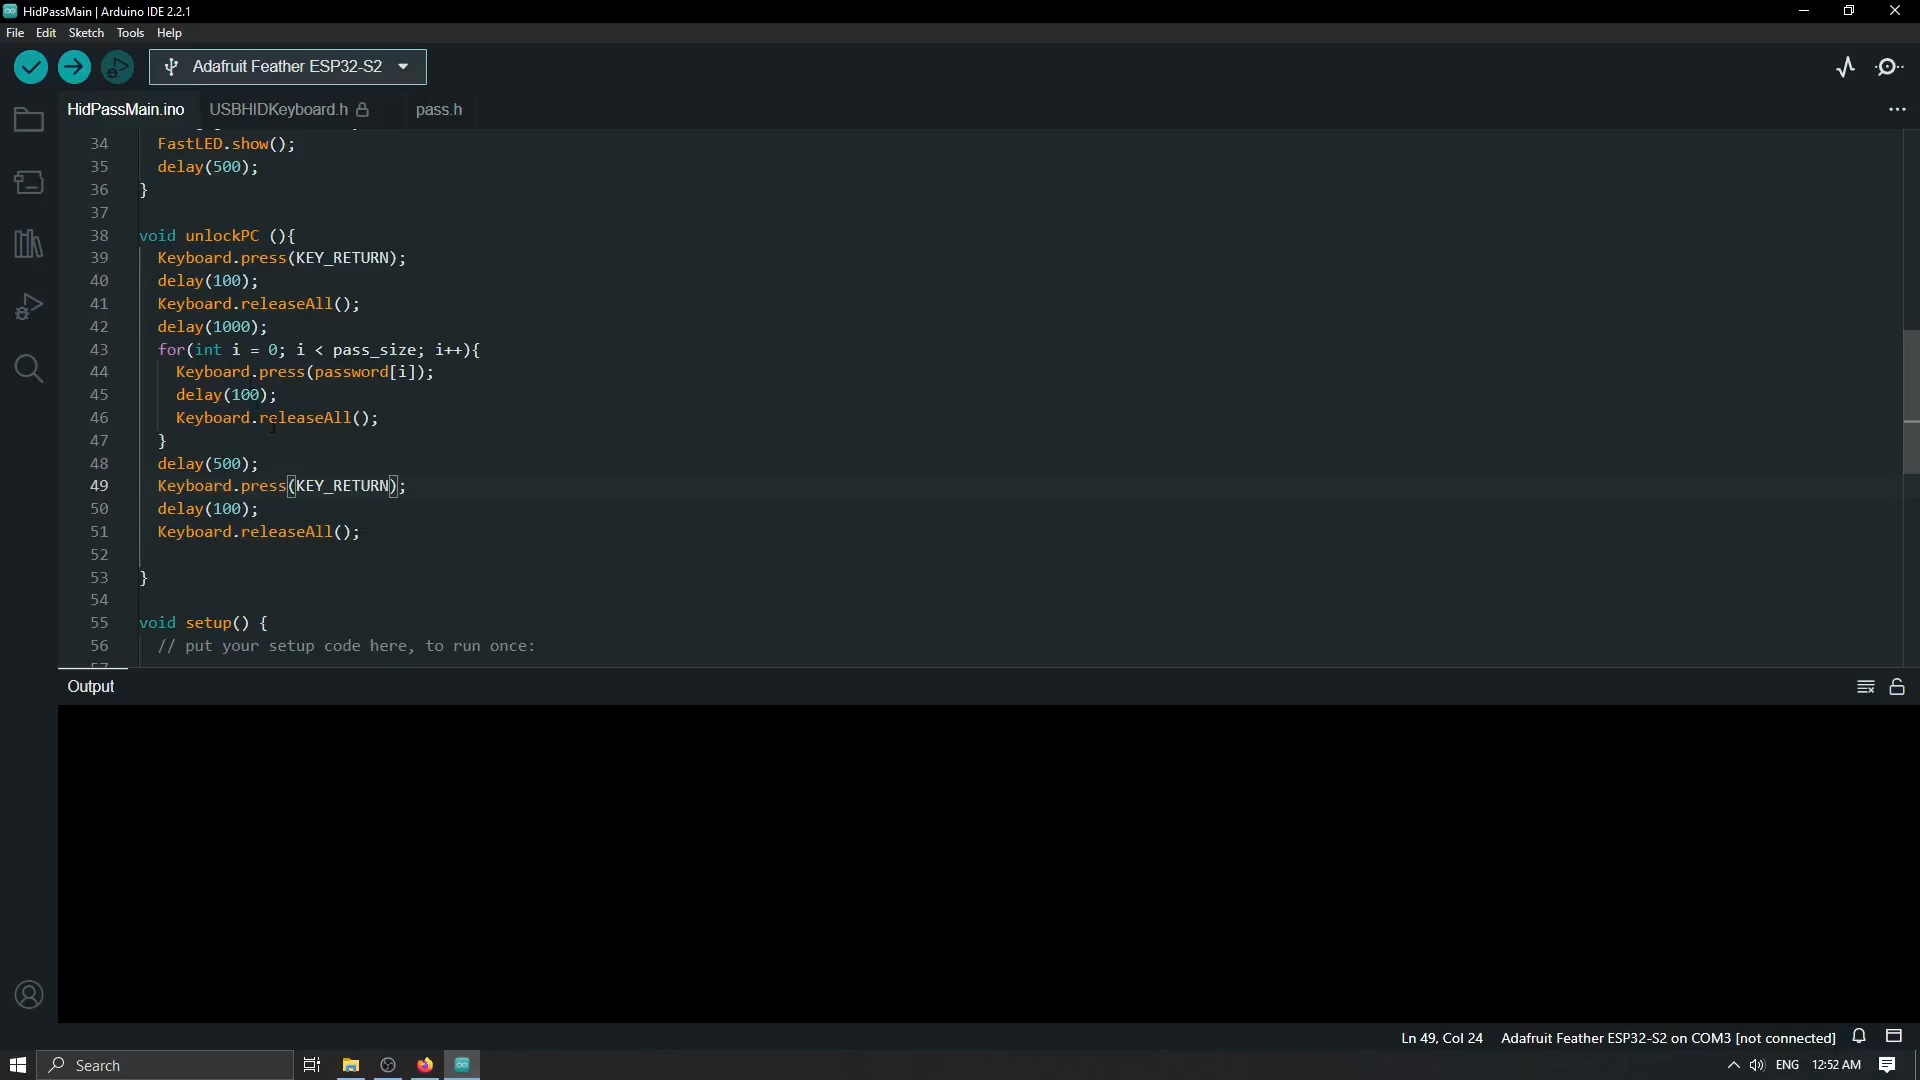 HidPassMain | Arduino IDE 2.2.1
File Edit Sketch Tools Help
Adafruit Feather ESP32-S2
HidPassMain.ino USBHIDKeyboard.h pass.h
34 FastLED.show();
35 delay(500);
36 }
37
38 void unlockPC (){
39 Keyboard.press(KEY_RETURN);
40 delay(100);
41 Keyboard.releaseAll();
42 delay(1000);
43 for(int i = 0; i < pass_size; i++){
44 Keyboard.press(password[i]);
45 delay(100);
46 Keyboard.releaseAll();
47 }
48 delay(500);
49 Keyboard.press(KEY_RETURN);
50 delay(100);
51 Keyboard.releaseAll();
52
53 }
54
55 void setup() {
56 // put your setup code here, to run once:
Output
Ln 49, Col 24 Adafruit Feather ESP32-S2 on COM3 [not connected]
Search ENG 12:52 AM